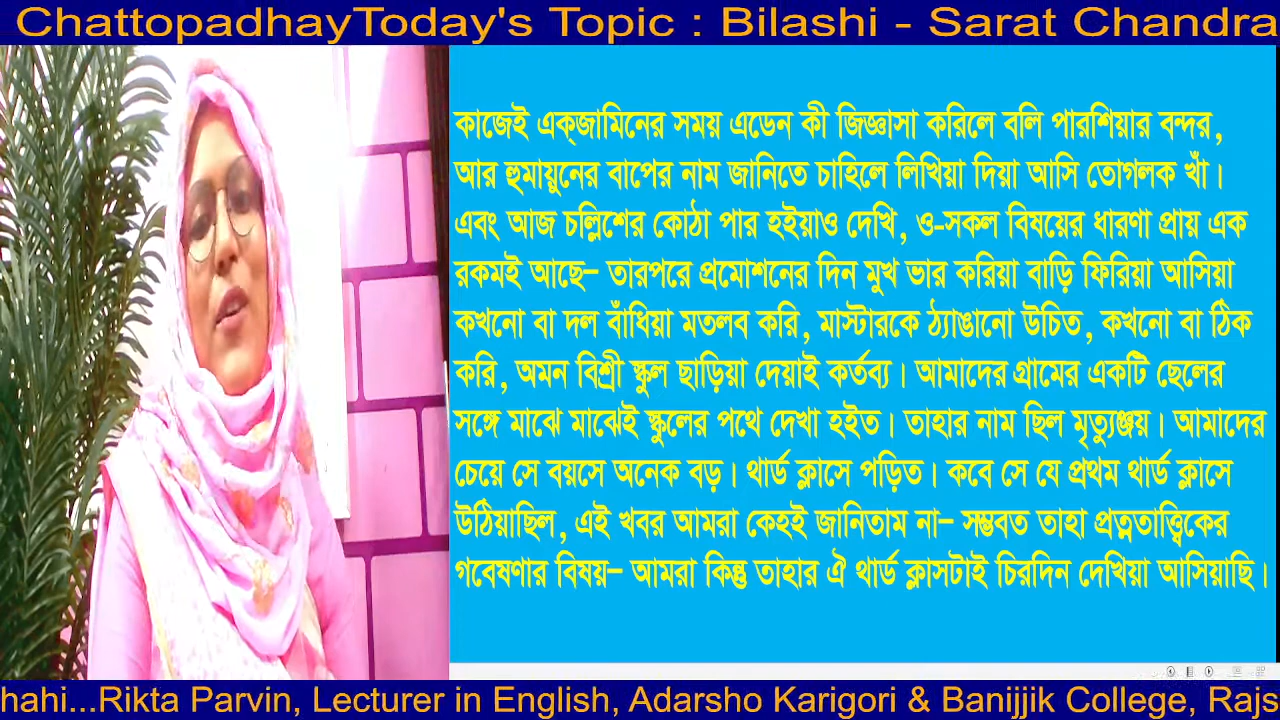 ChattopadhayToday's Topic : Bilashi - Sarat Chandra
কাজেই এক্‌জামিনের সময় এডেন কী জিজ্ঞাসা করিলে বলি পারশিয়ার বন্দর,
আর হুমায়ুনের বাপের নাম জানিতে চাহিলে লিখিয়া দিয়া আসি তোগলক খাঁ।
এবং আজ চল্লিশের কোঠা পার হইয়াও দেখি, ও-সকল বিষয়ের ধারণা প্রায় এক
রকমই আছে– তারপরে প্রমোশনের দিন মুখ ভার করিয়া বাড়ি ফিরিয়া আসিয়া
কখনো বা দল বাঁধিয়া মতলব করি, মাস্টারকে ঠ্যাঙানো উচিত, কখনো বা ঠিক
করি, অমন বিশ্রী স্কুল ছাড়িয়া দেয়াই কর্তব্য। আমাদের গ্রামের একটি ছেলের
সঙ্গে মাঝে মাঝেই স্কুলের পথে দেখা হইত। তাহার নাম ছিল মৃত্যুঞ্জয়। আমাদের
চেয়ে সে বয়সে অনেক বড়। থার্ড ক্লাসে পড়িত। কবে সে যে প্রথম থার্ড ক্লাসে
উঠিয়াছিল, এই খবর আমরা কেহই জানিতাম না– সম্ভবত তাহা প্রত্নতাত্ত্বিকের
গবেষণার বিষয়– আমরা কিন্তু তাহার ঐ থার্ড ক্লাসটাই চিরদিন দেখিয়া আসিয়াছি।
hahi...Rikta Parvin, Lecturer in English, Adarsho Karigori & Banijjik College, Rajs